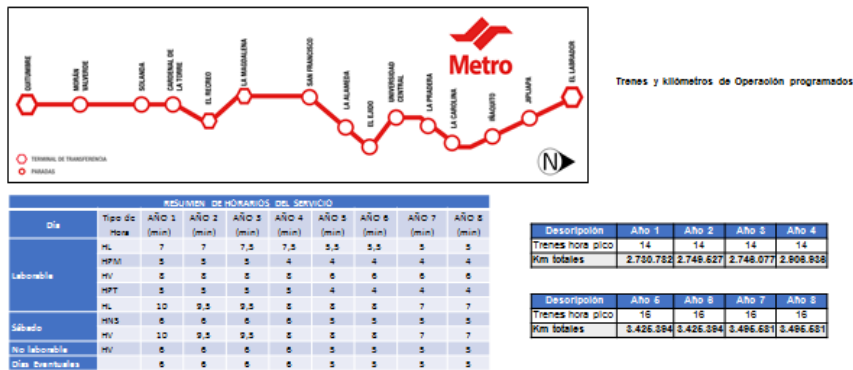 QUITUMBE
MORÁN VALVERDE
SOLANDA
CARDENAL DE LA TORRE
EL RECREO
LA MAGDALENA
SAN FRANCISCO
LA ALAMEDA
EL EJIDO
UNIVERSIDAD CENTRAL
LA PRADERA
LA CAROLINA
IÑAQUITO
JIPIJAPA
EL LABRADOR
Metro
TERMINAL DE TRANSFERENCIA
PARADAS
N
Trenes y kilómetros de Operación programados
RESUMEN DE HORARIOS DEL SERVICIO
Día Tipo de Hora AÑO 1 (min) AÑO 2 (min) AÑO 3 (min) AÑO 4 (min) AÑO 5 (min) AÑO 6 (min) AÑO 7 (min) AÑO 8 (min)
Laborable HL 7 7 7,5 7,5 5,5 5,5 5 5
HPM 5 5 5 4 4 4 4 4
HV 8 8 8 8 6 6 6 6
HPT 5 5 5 5 4 4 4 4
HL 10 9,5 9,5 8 8 8 7 7
Sábado HNS 6 6 6 6 5 5 5 5
HV 10 9,5 9,5 8 8 8 7 7
No laborable HV 6 6 6 6 5 5 5 5
Días Eventuales 6 6 6 6 5 5 5 5
Descripción Año 1 Año 2 Año 3 Año 4
Trenes hora pico 14 14 14 14
Km totales 2.730.732 2.749.527 2.746.077 2.906.936
Descripción Año 5 Año 6 Año 7 Año 8
Trenes hora pico 16 16 16 16
Km totales 3.425.394 3.425.394 3.495.531 3.495.531